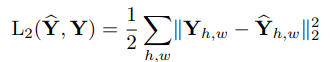 L₂(Ŷ, Y) = 1/2 ∑_{h,w} ‖Y_{h,w} − Ŷ_{h,w}‖₂²